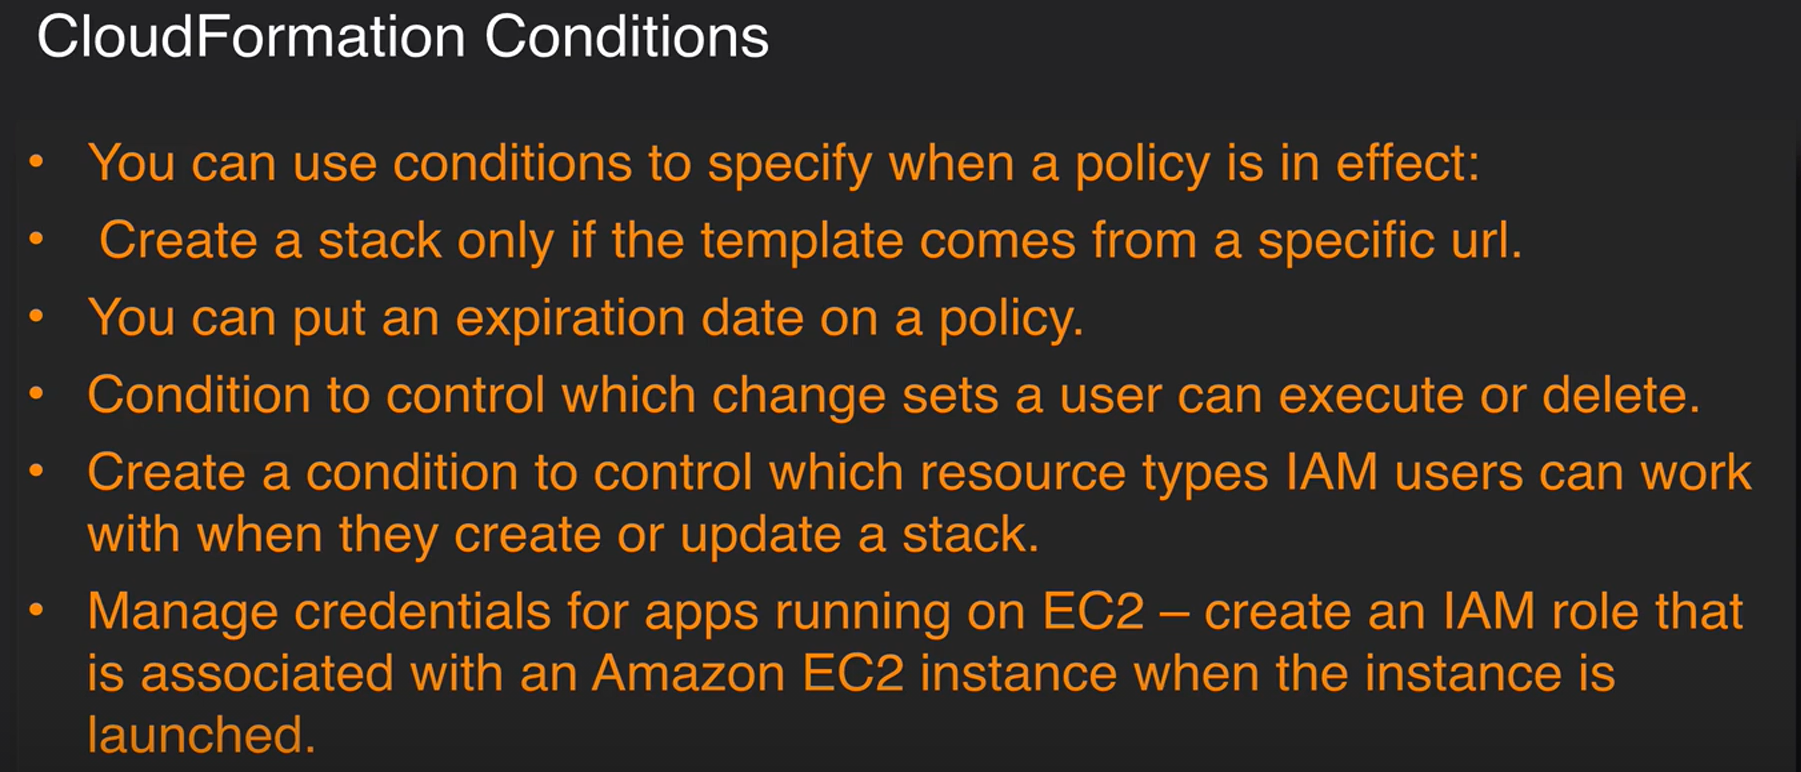 CloudFormation Conditions
• You can use conditions to specify when a policy is in effect:
• Create a stack only if the template comes from a specific url.
• You can put an expiration date on a policy.
• Condition to control which change sets a user can execute or delete.
• Create a condition to control which resource types IAM users can work
with when they create or update a stack.
• Manage credentials for apps running on EC2 – create an IAM role that
is associated with an Amazon EC2 instance when the instance is
launched.